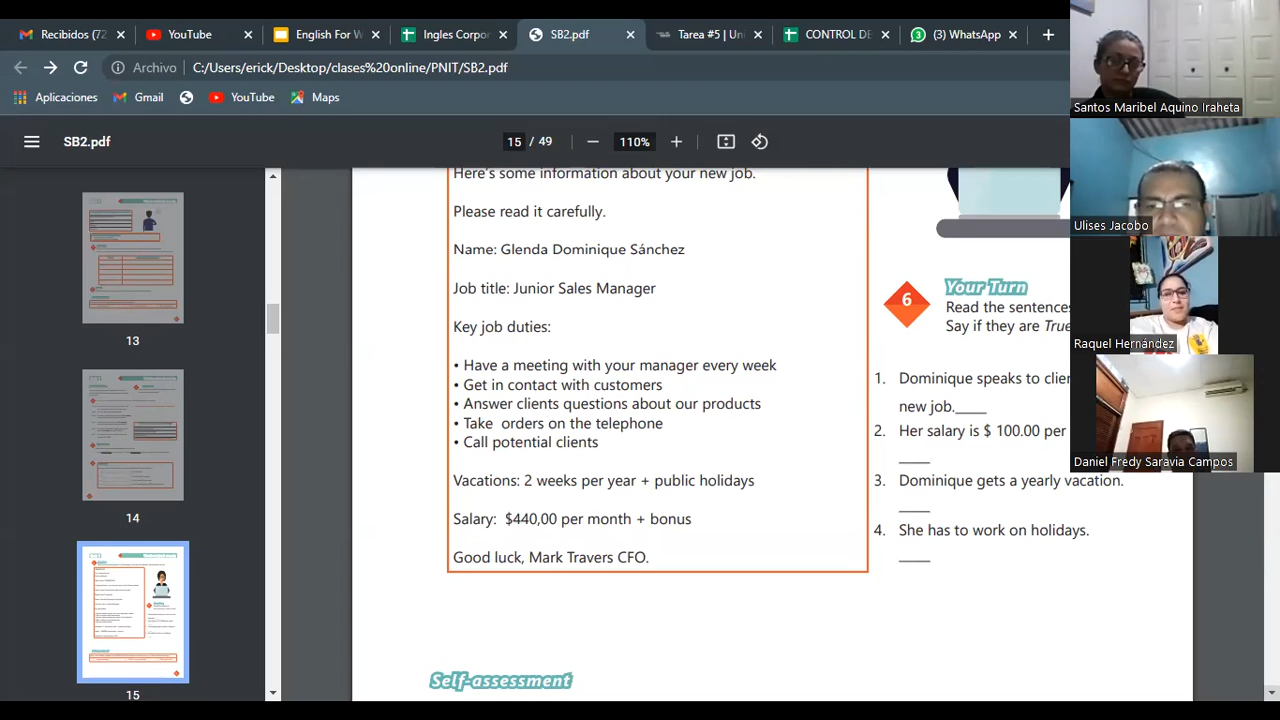 Recibidos (72
YouTube
English For W
Ingles Corpor
SB2.pdf
Tarea #5 | Uni
CONTROL DE
(3) WhatsApp
Archivo C:/Users/erick/Desktop/clases%20online/PNIT/SB2.pdf
Aplicaciones
Gmail
YouTube
Maps
SB2.pdf
15 / 49
110%
13
14
15
Here's some information about your new job.
Please read it carefully.
Name: Glenda Dominique Sánchez
Job title: Junior Sales Manager
Key job duties:
• Have a meeting with your manager every week
• Get in contact with customers
• Answer clients questions about our products
• Take orders on the telephone
• Call potential clients
Vacations: 2 weeks per year + public holidays
Salary: $440,00 per month + bonus
Good luck, Mark Travers CFO.
6
Your Turn
Read the sentences
Say if they are True
1. Dominique speaks to clie
new job.____
2. Her salary is $ 100.00 per
____
3. Dominique gets a yearly vacation.
____
4. She has to work on holidays.
____
Self-assessment
Santos Maribel Aquino Iraheta
Ulises Jacobo
Raquel Hernández
Daniel Fredy Saravia Campos